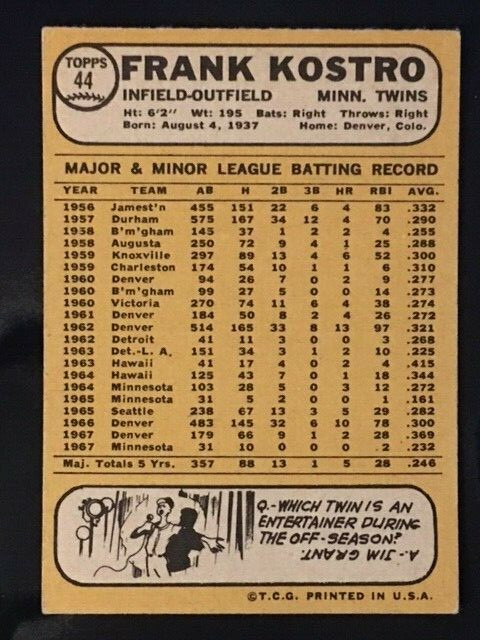 TOPPS
44
FRANK KOSTRO
INFIELD-OUTFIELD MINN. TWINS
Ht: 6'2" Wt: 195 Bats: Right Throws: Right
Born: August 4, 1937 Home: Denver, Colo.
MAJOR & MINOR LEAGUE BATTING RECORD
YEAR TEAM AB H 2B 3B HR RBI AVG.
1956 Jamest'n 455 151 22 6 4 83 .332
1957 Durham 575 167 34 12 4 70 .290
1958 B'm'gham 145 37 1 2 2 4 .255
1958 Augusta 250 72 9 4 1 25 .288
1959 Knoxville 297 89 13 4 6 52 .300
1959 Charleston 174 54 10 1 1 6 .310
1960 Denver 94 26 7 0 2 9 .277
1960 B'm'gham 99 27 5 0 0 14 .273
1960 Victoria 270 74 11 6 4 38 .274
1961 Denver 184 50 8 2 4 26 .272
1962 Denver 514 165 33 8 13 97 .321
1962 Detroit 41 11 3 0 0 3 .268
1963 Det.-L. A. 151 34 3 1 2 10 .225
1963 Hawaii 41 17 4 0 2 4 .415
1964 Hawaii 125 43 7 0 1 18 .344
1964 Minnesota 103 28 5 0 3 12 .272
1965 Minnesota 31 5 2 0 0 1 .161
1965 Seattle 238 67 13 3 5 29 .282
1966 Denver 483 145 32 6 10 78 .300
1967 Denver 179 66 9 1 2 28 .369
1967 Minnesota 31 10 0 0 0 2 .232
Maj. Totals 5 Yrs. 357 88 13 1 5 28 .246
Q.-WHICH TWIN IS AN
ENTERTAINER DURING
THE OFF-SEASON?
A.-JIM GRANT.
©T.C.G. PRINTED IN U.S.A.